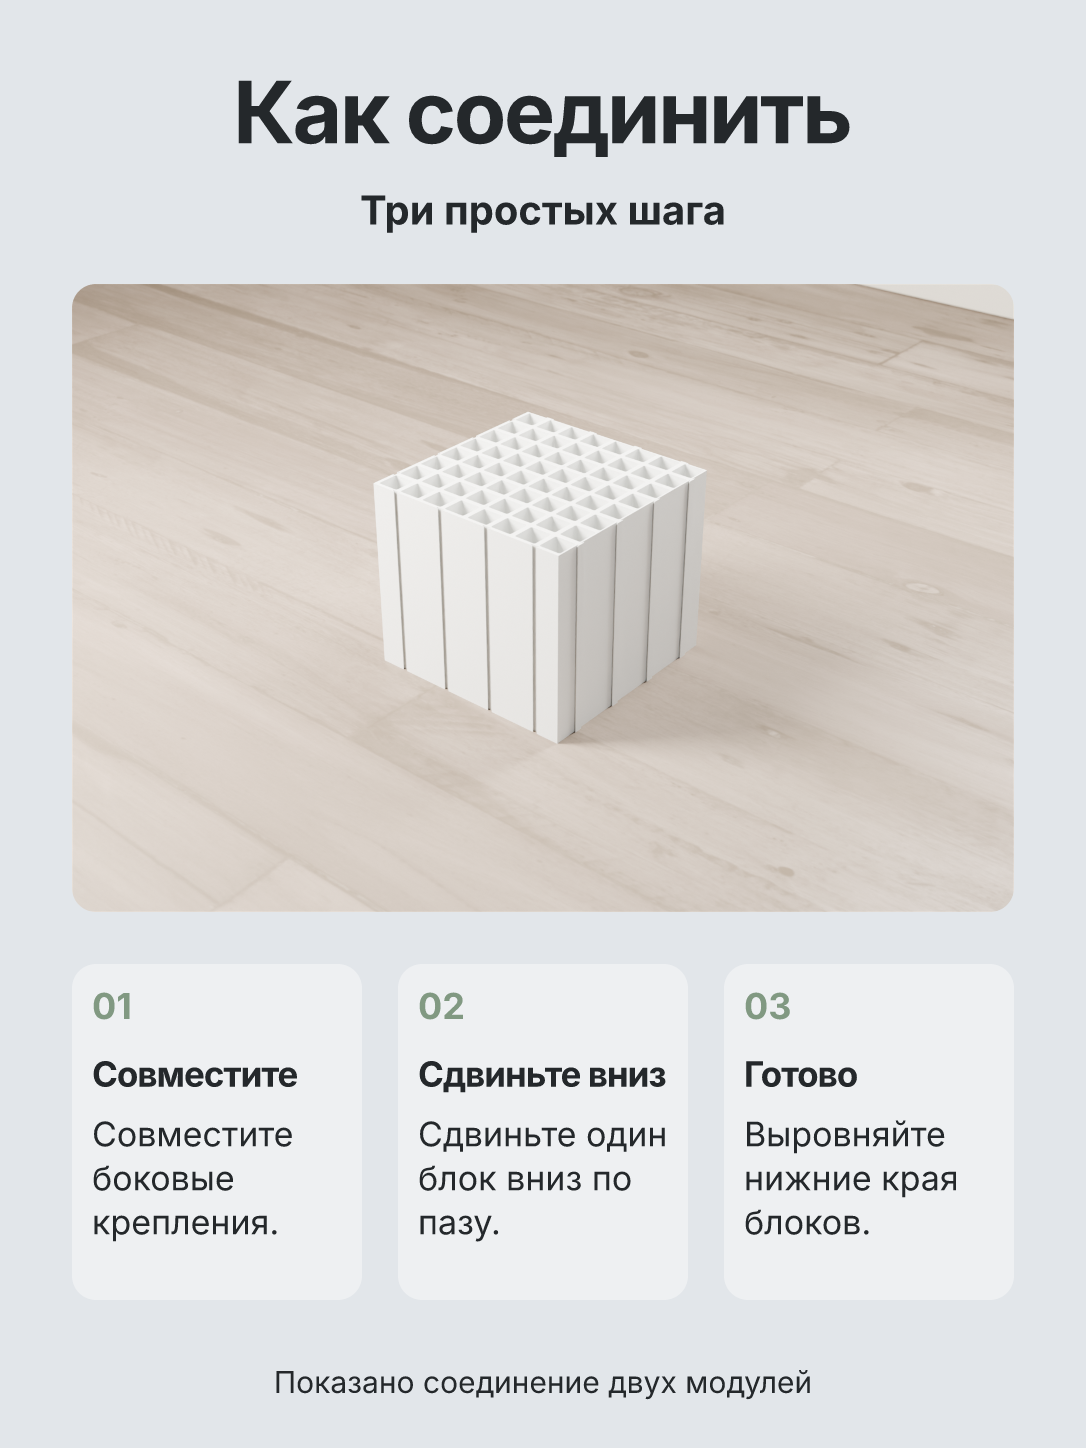 Как соединить
Три простых шага
01
Совместите
Совместите
боковые
крепления.
02
Сдвиньте вниз
Сдвиньте один
блок вниз по
пазу.
03
Готово
Выровняйте
нижние края
блоков.
Показано соединение двух модулей